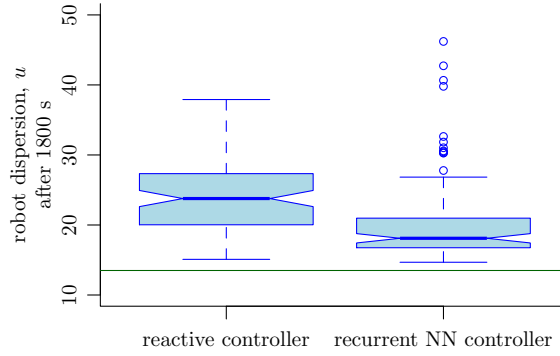 robot dispersion, u
after 1800 s
50
40
30
20
10
reactive controller
recurrent NN controller